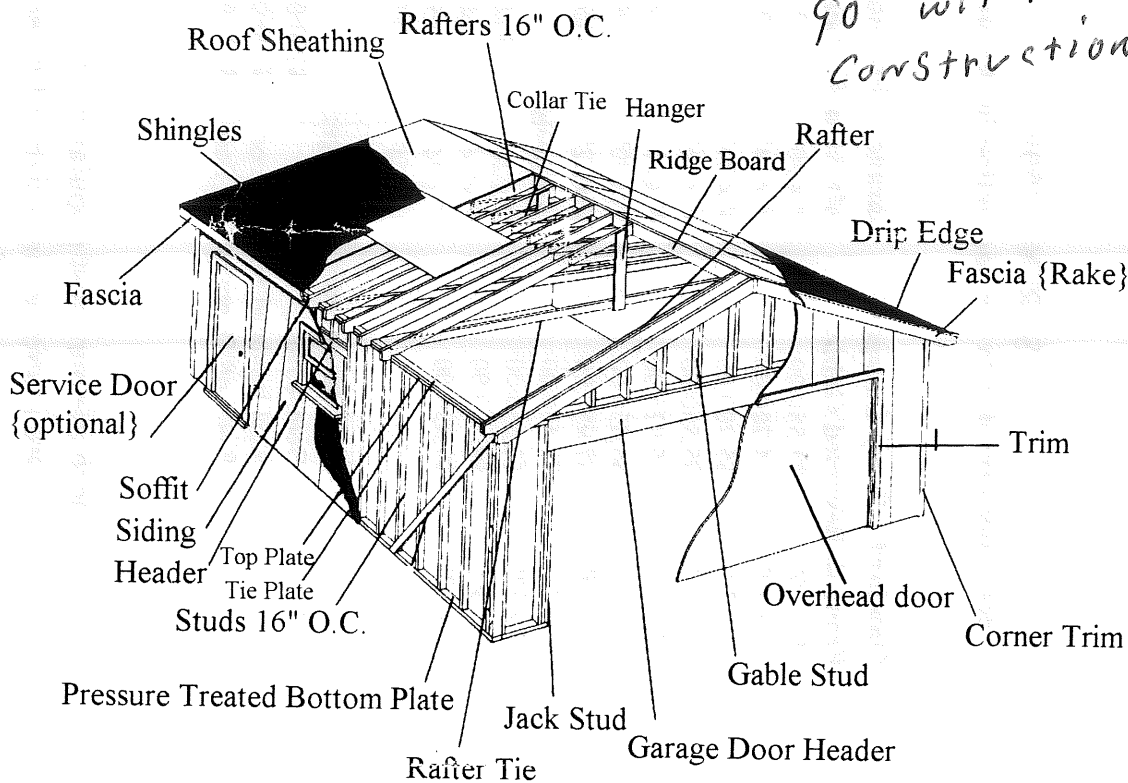 go with
Construction
Rafters 16" O.C.
Roof Sheathing
Collar Tie
Hanger
Shingles
Rafter
Ridge Board
Drip Edge
Fascia {Rake}
Fascia
Service Door
{optional}
Trim
Soffit
Siding
Header
Top Plate
Tie Plate
Studs 16" O.C.
Overhead door
Corner Trim
Gable Stud
Pressure Treated Bottom Plate
Jack Stud
Garage Door Header
Rafter Tie